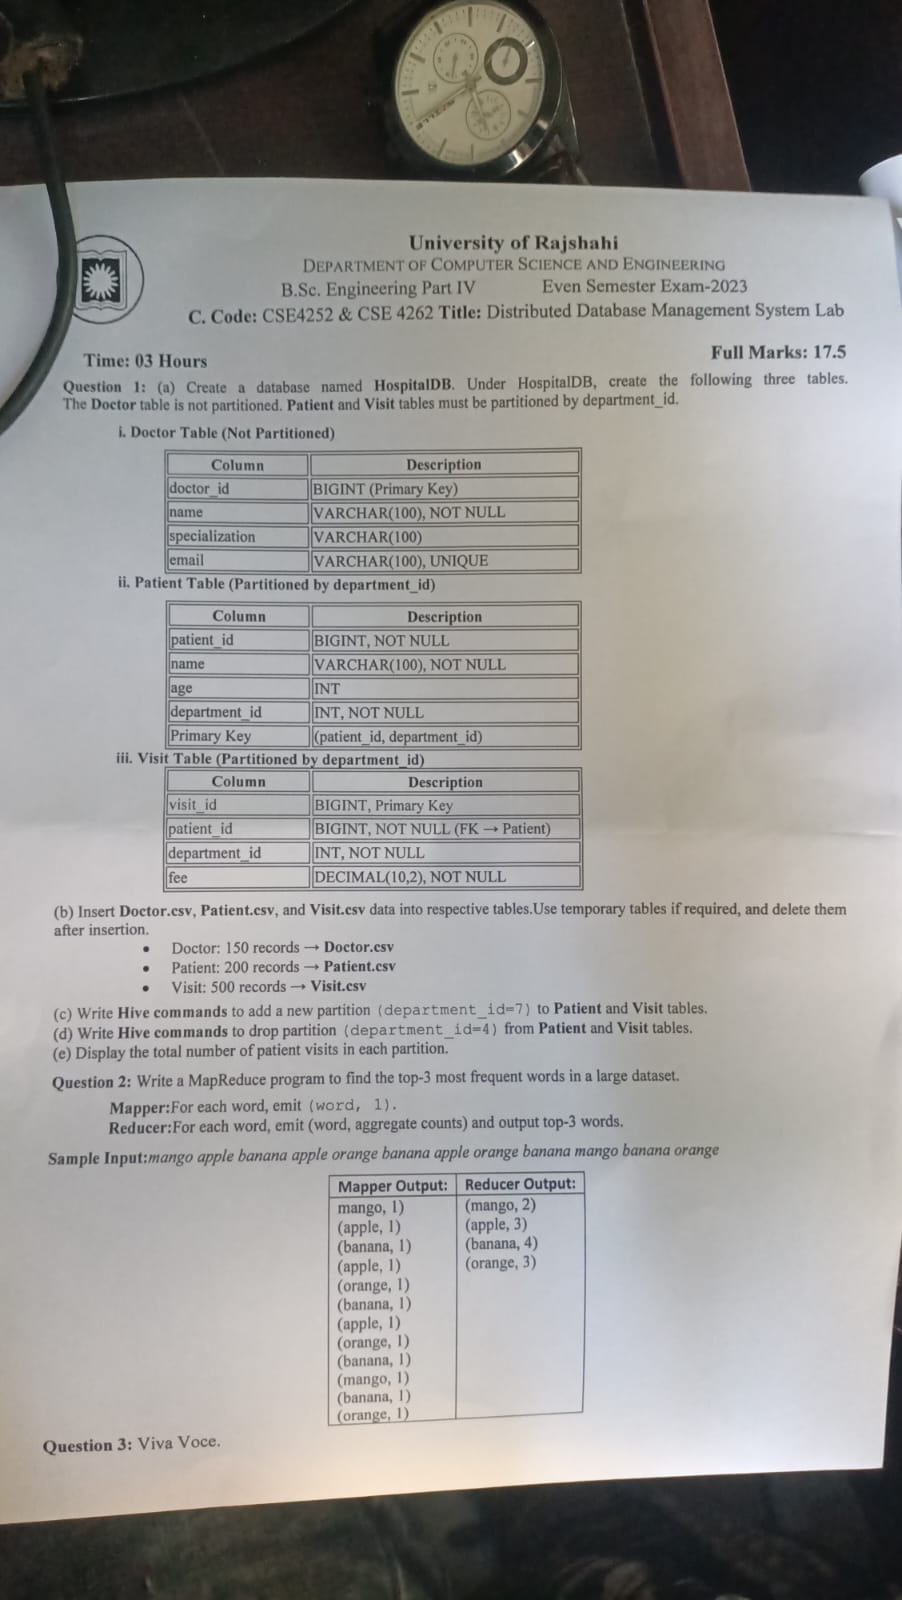 University of Rajshahi
DEPARTMENT OF COMPUTER SCIENCE AND ENGINEERING
B.Sc. Engineering Part IV Even Semester Exam-2023
C. Code: CSE4252 & CSE 4262 Title: Distributed Database Management System Lab
Time: 03 Hours Full Marks: 17.5
Question 1: (a) Create a database named HospitalDB. Under HospitalDB, create the following three tables.
The Doctor table is not partitioned. Patient and Visit tables must be partitioned by department_id.
i. Doctor Table (Not Partitioned)
Column Description
doctor_id BIGINT (Primary Key)
name VARCHAR(100), NOT NULL
specialization VARCHAR(100)
email VARCHAR(100), UNIQUE
ii. Patient Table (Partitioned by department_id)
Column Description
patient_id BIGINT, NOT NULL
name VARCHAR(100), NOT NULL
age INT
department_id INT, NOT NULL
Primary Key (patient_id, department_id)
iii. Visit Table (Partitioned by department_id)
Column Description
visit_id BIGINT, Primary Key
patient_id BIGINT, NOT NULL (FK → Patient)
department_id INT, NOT NULL
fee DECIMAL(10,2), NOT NULL
(b) Insert Doctor.csv, Patient.csv, and Visit.csv data into respective tables.Use temporary tables if required, and delete them
after insertion.
• Doctor: 150 records → Doctor.csv
• Patient: 200 records → Patient.csv
• Visit: 500 records → Visit.csv
(c) Write Hive commands to add a new partition (department_id=7) to Patient and Visit tables.
(d) Write Hive commands to drop partition (department_id=4) from Patient and Visit tables.
(e) Display the total number of patient visits in each partition.
Question 2: Write a MapReduce program to find the top-3 most frequent words in a large dataset.
Mapper:For each word, emit (word, 1).
Reducer:For each word, emit (word, aggregate counts) and output top-3 words.
Sample Input:mango apple banana apple orange banana apple orange banana mango banana orange
Mapper Output: Reducer Output:
mango, 1) (mango, 2)
(apple, 1) (apple, 3)
(banana, 1) (banana, 4)
(apple, 1) (orange, 3)
(orange, 1)
(banana, 1)
(apple, 1)
(orange, 1)
(banana, 1)
(mango, 1)
(banana, 1)
(orange, 1)
Question 3: Viva Voce.